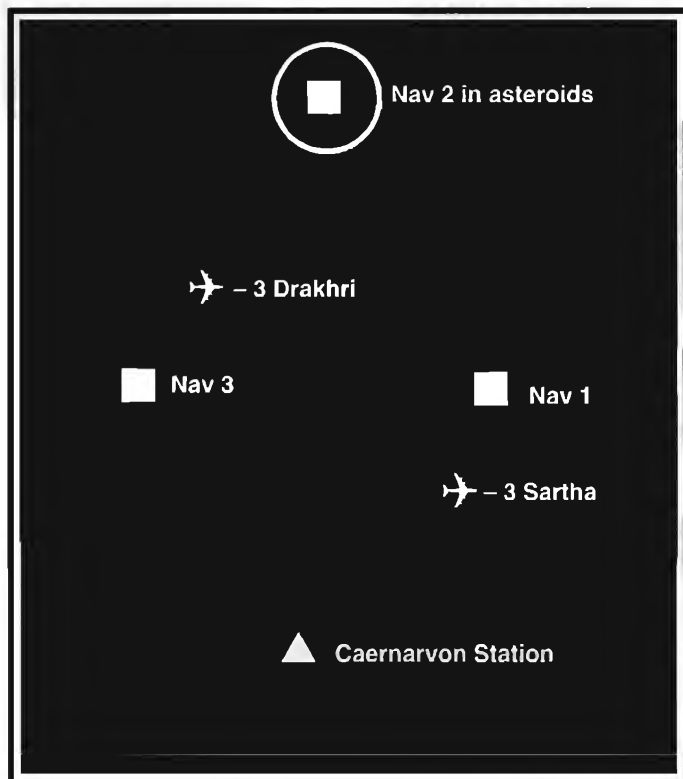 Nav 2 in asteroids
– 3 Drakhri
Nav 3
Nav 1
– 3 Sartha
Caernarvon Station